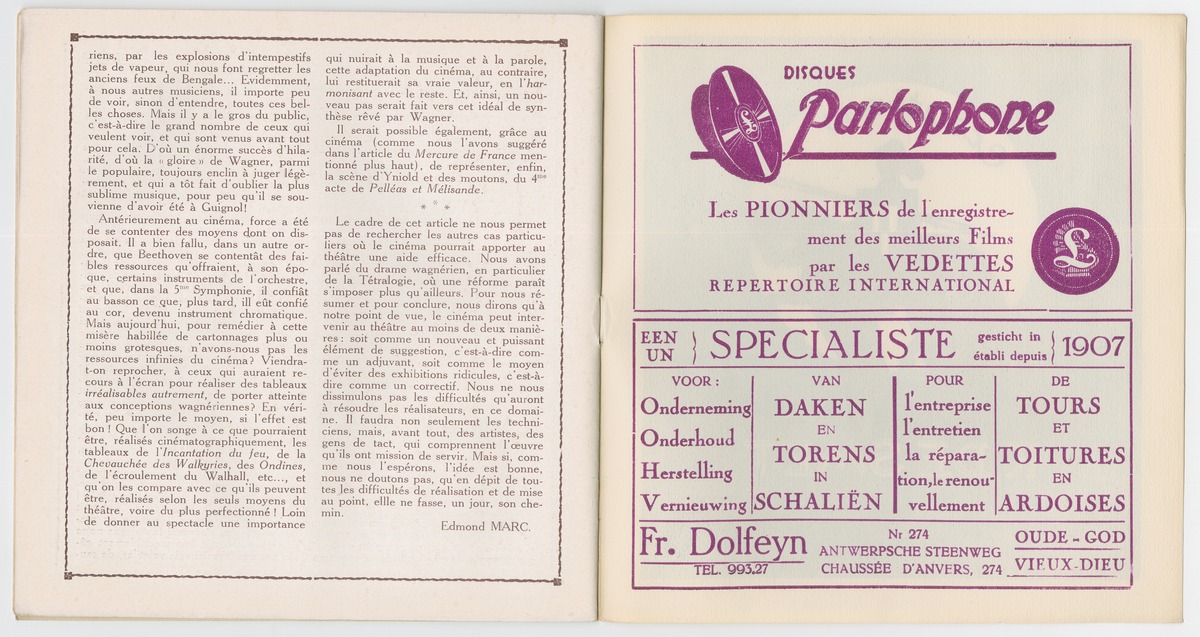 riens, par les explosions d'intempestifs
jets de vapeur, qui nous font regretter les
anciens feux de Bengale... Evidemment,
à nous autres musiciens, il importe peu
de voir, sinon d'entendre, toutes ces bel-
les choses. Mais il y a le gros du public,
c'est-à-dire le grand nombre de ceux qui
veulent voir, et qui sont venus avant tout
pour cela. D'où un énorme succès d'hila-
rité, d'où la « gloire » de Wagner, parmi
le populaire, toujours enclin à juger légè-
rement, et qui a tôt fait d'oublier la plus
sublime musique, pour peu qu'il se sou-
vienne d'avoir été à Guignol!
Antérieurement au cinéma, force a été
de se contenter des moyens dont on dis-
posait. Il a bien fallu, dans un autre or-
dre, que Beethoven se contentât des fai-
bles ressources qu'offraient, à son épo-
que, certains instruments de l'orchestre,
et que, dans la 5me Symphonie, il confiât
au basson ce que, plus tard, ill eût confié
au cor, devenu instrument chromatique.
Mais aujourd'hui, pour remédier à cette
misère habillée de cartonnages plus ou
moins grotesques, n'avons-nous pas les
ressources infinies du cinéma? Viendra-
t-on reprocher, à ceux qui auraient re-
cours à l'écran pour réaliser des tableaux
irréalisables autrement, de porter atteinte
aux conceptions wagnériennes? En véri-
té, peu importe le moyen, si l'effet est
bon! Que l'on songe à ce que pourraient
être, réalisés cinématographiquement, les
tableaux de l'Incantation du feu, de la
Chevauchée des Walkyries, des Ondines,
de l'écroulement du Walhall, etc..., et
qu'on les compare avec ce qu'ils peuvent
être, réalisés selon les seuls moyens du
théâtre, voire du plus perfectionné! Loin
de donner au spectacle une importance
qui nuirait à la musique et à la parole,
cette adaptation du cinéma, au contraire,
lui restituerait sa vraie valeur, en l'har-
monisant avec le reste. Et, ainsi, un nou-
veau pas serait fait vers cet idéal de syn-
thèse rêvé par Wagner.
Il serait possible également, grâce au
cinéma (comme nous l'avons suggéré
dans l'article du Mercure de France men-
tionné plus haut), de représenter, enfin,
la scène d'Yniold et des moutons, du 4me
acte de Pelléas et Mélisande.
* * *
Le cadre de cet article ne nous permet
pas de rechercher les autres cas particu-
liers où le cinéma pourrait apporter au
théâtre une aide efficace. Nous avons
parlé du drame wagnérien, en particulier
de la Tétralogie, où une réforme paraît
s'imposer plus qu'ailleurs. Pour nous ré-
sumer et pour conclure, nous dirons qu'à
notre point de vue, le cinéma peut inter-
venir au théâtre au moins de deux maniè-
res : soit comme un nouveau et puissant
élément de suggestion, c'est-à-dire com-
me un adjuvant, soit comme le moyen
d'éviter des exhibitions ridicules, c'est-à-
dire comme un correctif. Nous ne nous
dissimulons pas les difficultés qu'auront
à résoudre les réalisateurs, en ce domai-
ne. Il faudra non seulement les techni-
ciens, mais, avant tout, des artistes, des
gens de tact, qui comprennent l'œuvre
qu'ils ont mission de servir. Mais si, com-
me nous l'espérons, l'idée est bonne,
nous ne doutons pas, qu'en dépit de tou-
tes les difficultés de réalisation et de mise
au point, ellle ne fasse, un jour, son che-
min.
Edmond MARC.
DISQUES
Parlophone
Les PIONNIERS de l'enregistre-
ment des meilleurs Films
par les VEDETTES
REPERTOIRE INTERNATIONAL
£
EEN
UN
SPECIALISTE
gesticht in
établi depuis
1907
VOOR :
Onderneming
Onderhoud
Herstelling
Vernieuwing
VAN
DAKEN
EN
TORENS
IN
SCHALIËN
POUR
l'entreprise
l'entretien
la répara-
tion, le renou-
vellement
DE
TOURS
ET
TOITURES
EN
ARDOISES
Fr. Dolfeyn
TEL. 993.27
Nr 274
ANTWERPSCHE STEENWEG
CHAUSSÉE D'ANVERS, 274
OUDE - GOD
VIEUX-DIEU